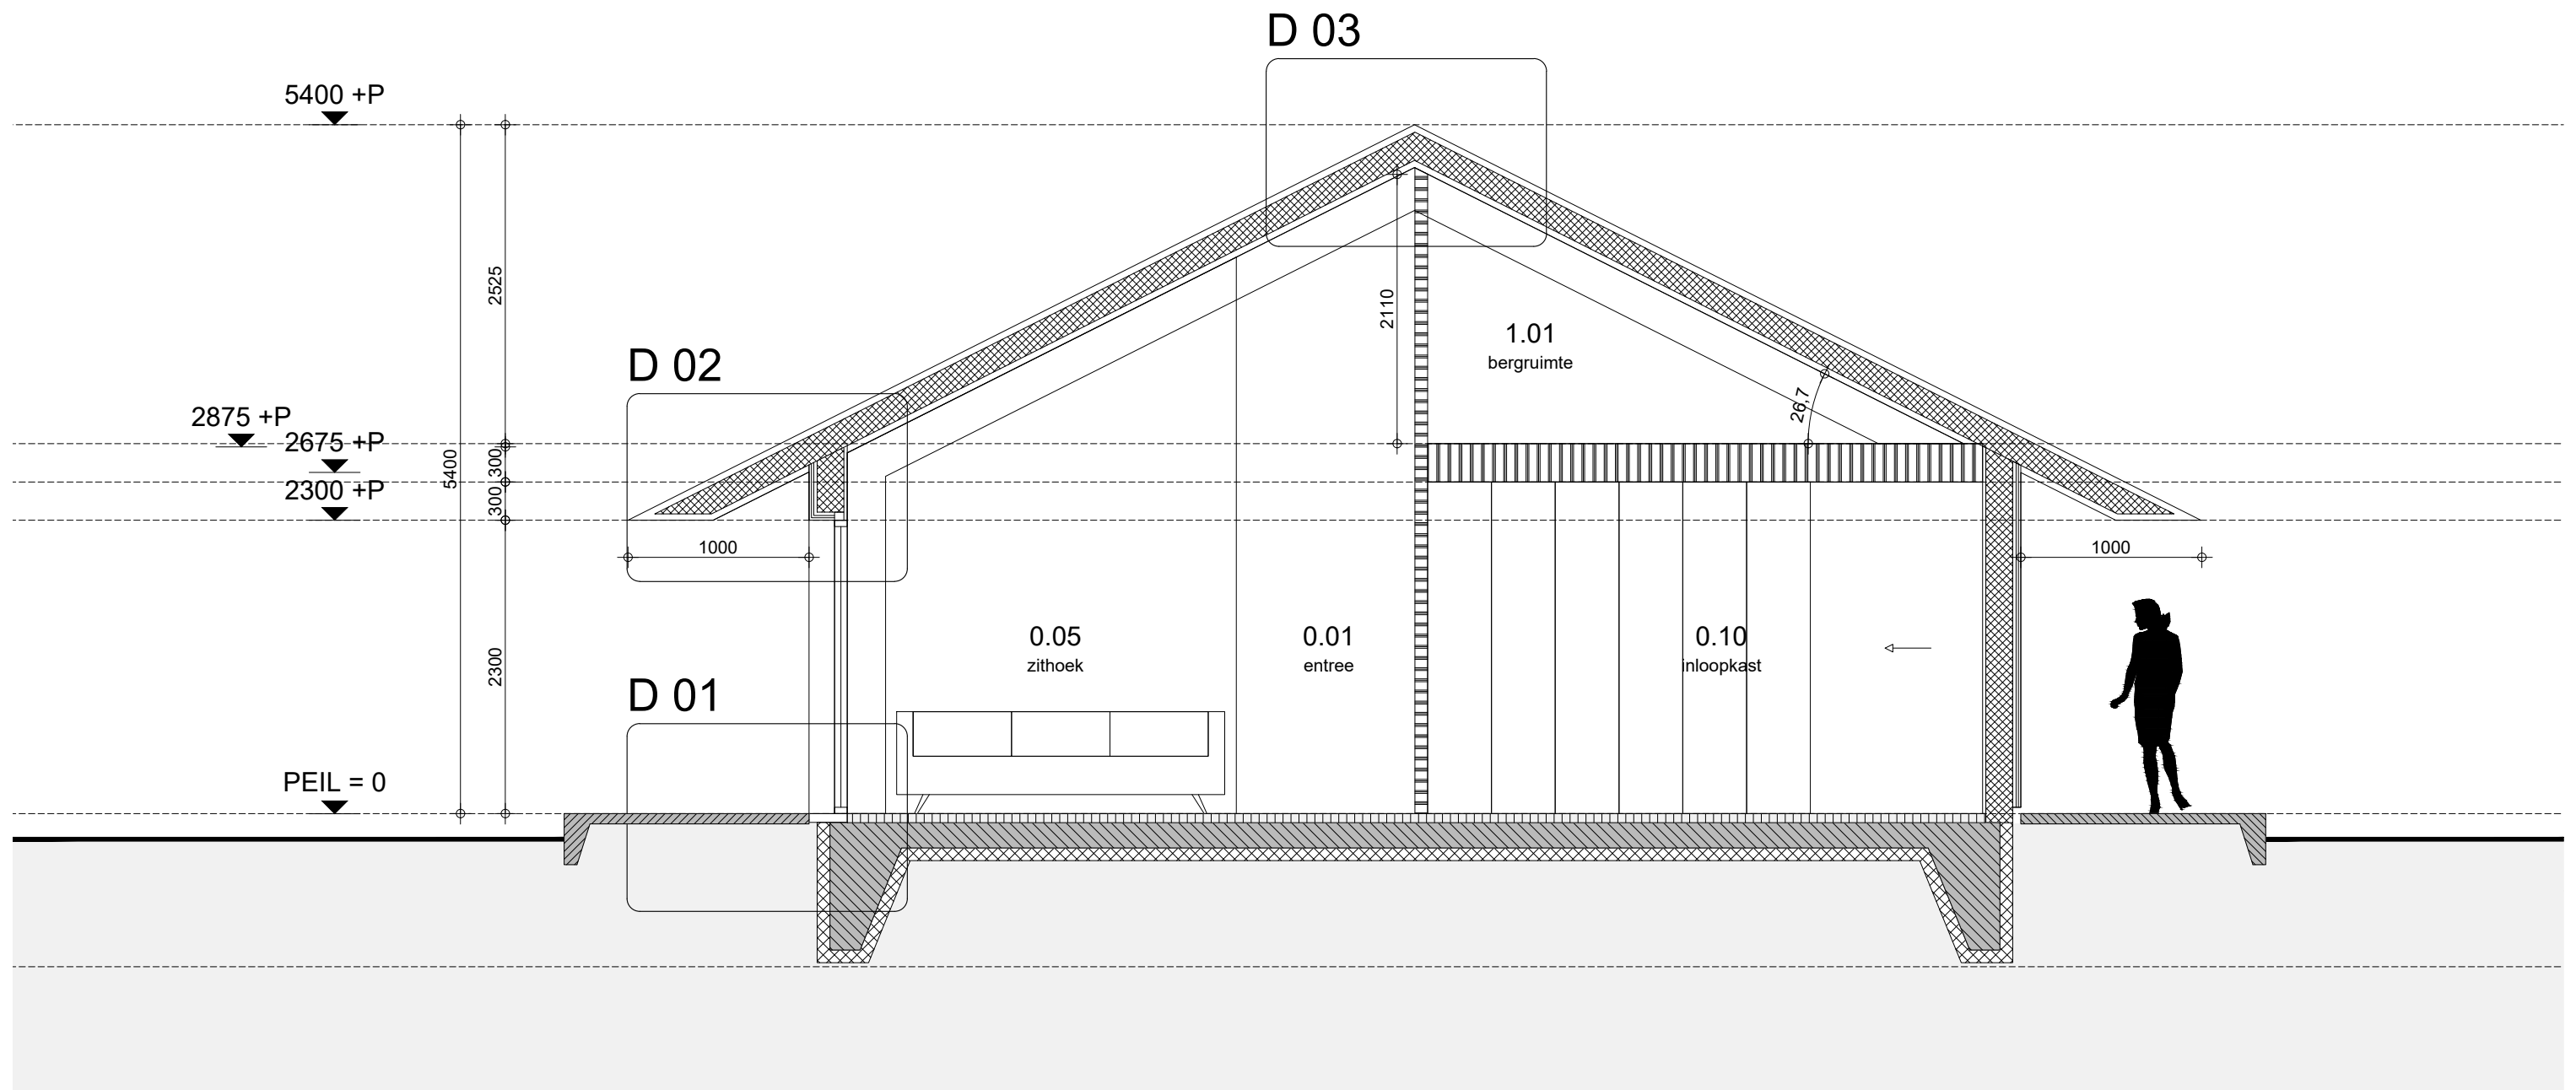 D 03
5400 +P
2525
2110
1.01
bergruimte
D 02
26,7
2875 +P
2675 +P
5400
300
2300 +P
300
1000
1000
0.05
zithoek
0.01
entree
0.10
inloopkast
2300
D 01
PEIL = 0